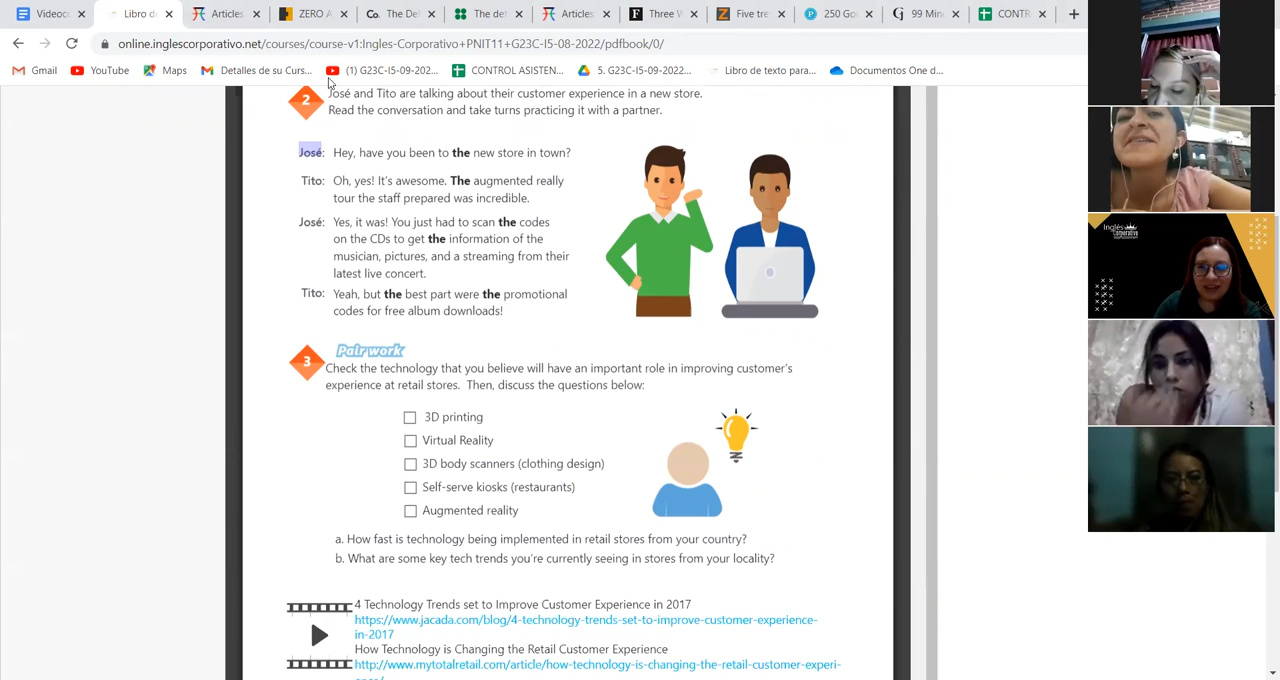 Videocc
Libro de
Articles
ZERO A
Co. The De
The de
Articles
Three W
Five tre
250 Go
99 Min
CONTR
online.inglescorporativo.net/courses/course-v1:Ingles-Corporativo+PNIT11+G23C-I5-08-2022/pdfbook/0/
Gmail
YouTube
Maps
Detalles de su Curs...
(1) G23C-I5-09-202...
CONTROL ASISTEN...
5. G23C-I5-09-2022...
Libro de texto para...
Documentos One d...
2
José and Tito are talking about their customer experience in a new store.
Read the conversation and take turns practicing it with a partner.
José: Hey, have you been to the new store in town?
Tito: Oh, yes! It's awesome. The augmented really
tour the staff prepared was incredible.
José: Yes, it was! You just had to scan the codes
on the CDs to get the information of the
musician, pictures, and a streaming from their
latest live concert.
Tito: Yeah, but the best part were the promotional
codes for free album downloads!
3
Pair work
Check the technology that you believe will have an important role in improving customer's
experience at retail stores. Then, discuss the questions below:
3D printing
Virtual Reality
3D body scanners (clothing design)
Self-serve kiosks (restaurants)
Augmented reality
a. How fast is technology being implemented in retail stores from your country?
b. What are some key tech trends you're currently seeing in stores from your locality?
4 Technology Trends set to Improve Customer Experience in 2017
https://www.jacada.com/blog/4-technology-trends-set-to-improve-customer-experience-
in-2017
How Technology is Changing the Retail Customer Experience
http://www.mytotalretail.com/article/how-technology-is-changing-the-retail-customer-experi-
Inglés
Corporativo